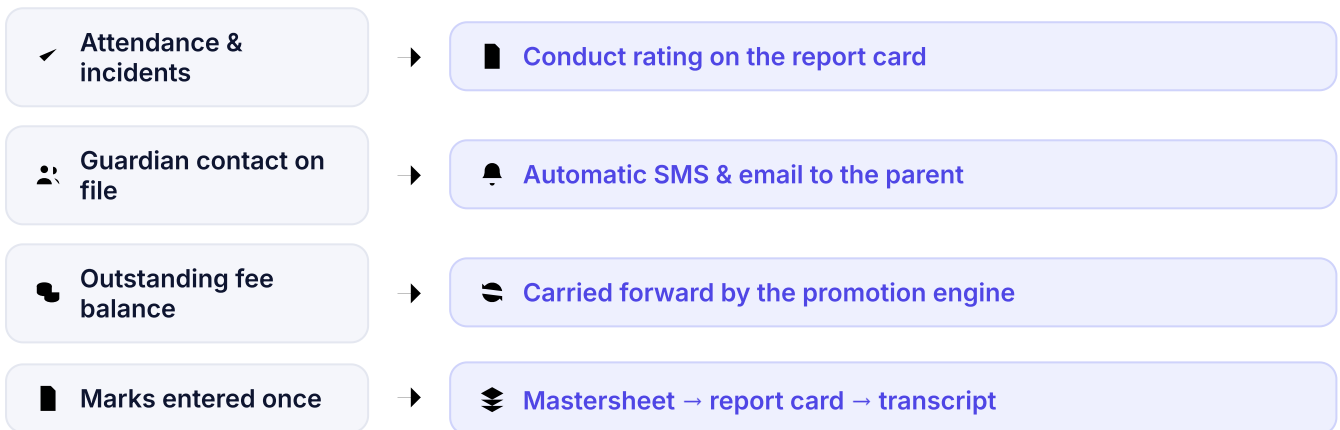 Attendance &
incidents
Conduct rating on the report card
Guardian contact on
file
Automatic SMS & email to the parent
Outstanding fee
balance
Carried forward by the promotion engine
Marks entered once
Mastersheet → report card → transcript